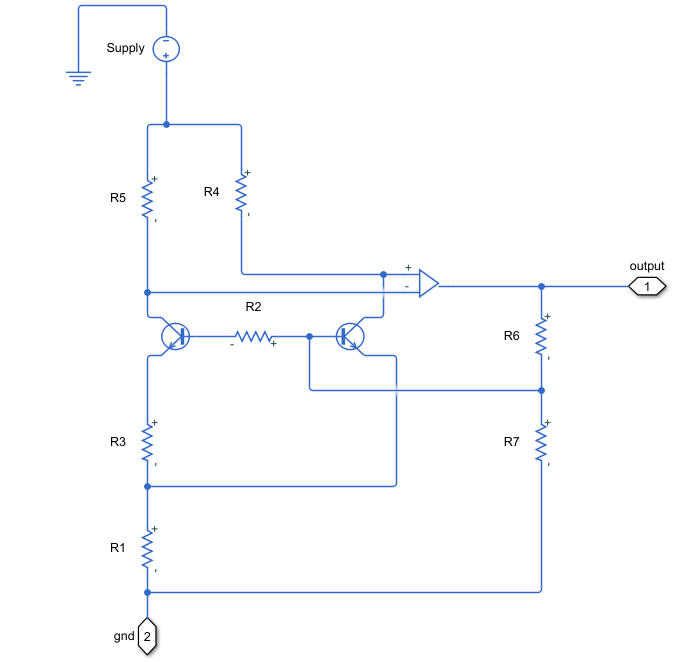 Supply
-
+
R5
+
-
R4
+
-
output
1
+
-
R2
-
+
R6
+
-
R3
+
-
R7
+
-
R1
+
-
gnd
2